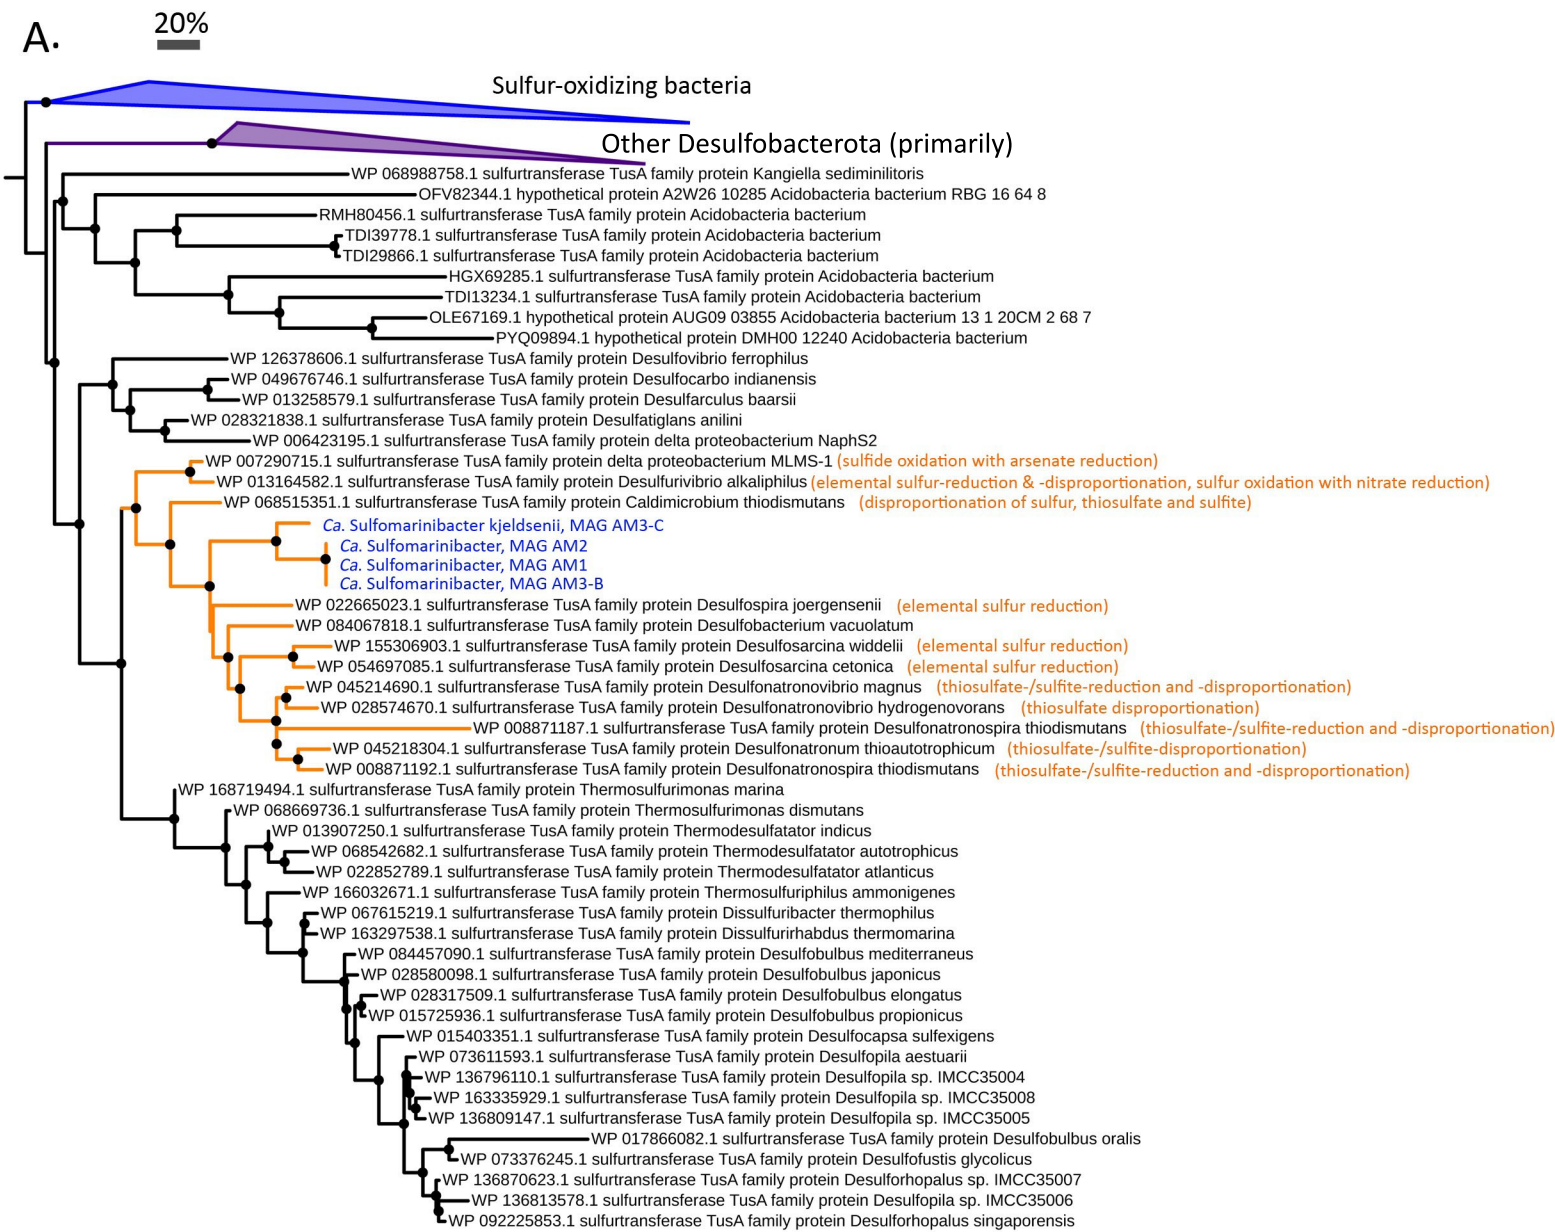 A.
20%
Sulfur-oxidizing bacteria
Other Desulfobacterota (primarily)
WP 068988758.1 sulfurtransferase TusA family protein Kangiella sediminilitoris
OFV82344.1 hypothetical protein A2W26 10285 Acidobacteria bacterium RBG 16 64 8
RMH80456.1 sulfurtransferase TusA family protein Acidobacteria bacterium
TDI39778.1 sulfurtransferase TusA family protein Acidobacteria bacterium
TDI29866.1 sulfurtransferase TusA family protein Acidobacteria bacterium
HGX69285.1 sulfurtransferase TusA family protein Acidobacteria bacterium
TDI13234.1 sulfurtransferase TusA family protein Acidobacteria bacterium
OLE67169.1 hypothetical protein AUG09 03855 Acidobacteria bacterium 13 1 20CM 2 68 7
PYQ09894.1 hypothetical protein DMH00 12240 Acidobacteria bacterium
WP 126378606.1 sulfurtransferase TusA family protein Desulfovibrio ferrophilus
WP 049676746.1 sulfurtransferase TusA family protein Desulfocarbo indianensis
WP 013258579.1 sulfurtransferase TusA family protein Desulfarculus baarsii
WP 028321838.1 sulfurtransferase TusA family protein Desulfatiglans anilini
WP 006423195.1 sulfurtransferase TusA family protein delta proteobacterium NaphS2
WP 007290715.1 sulfurtransferase TusA family protein delta proteobacterium MLMS-1 (sulfide oxidation with arsenate reduction)
WP 013164582.1 sulfurtransferase TusA family protein Desulfurivibrio alkaliphilus (elemental sulfur-reduction & -disproportionation, sulfur oxidation with nitrate reduction)
WP 068515351.1 sulfurtransferase TusA family protein Caldimicrobium thiodismutans (disproportionation of sulfur, thiosulfate and sulfite)
Ca. Sulfomarinibacter kjeldsenii, MAG AM3-C
Ca. Sulfomarinibacter, MAG AM2
Ca. Sulfomarinibacter, MAG AM1
Ca. Sulfomarinibacter, MAG AM3-B
WP 022665023.1 sulfurtransferase TusA family protein Desulfospira joergensenii (elemental sulfur reduction)
WP 084067818.1 sulfurtransferase TusA family protein Desulfobacterium vacuolatum
WP 155306903.1 sulfurtransferase TusA family protein Desulfosarcina widdelii (elemental sulfur reduction)
WP 054697085.1 sulfurtransferase TusA family protein Desulfosarcina cetonica (elemental sulfur reduction)
WP 045214690.1 sulfurtransferase TusA family protein Desulfonatronovibrio magnus (thiosulfate-/sulfite-reduction and -disproportionation)
WP 028574670.1 sulfurtransferase TusA family protein Desulfonatronovibrio hydrogenovorans (thiosulfate disproportionation)
WP 008871187.1 sulfurtransferase TusA family protein Desulfonatronospira thiodismutans (thiosulfate-/sulfite-reduction and -disproportionation)
WP 045218304.1 sulfurtransferase TusA family protein Desulfonatronum thioautotrophicum (thiosulfate-/sulfite-disproportionation)
WP 008871192.1 sulfurtransferase TusA family protein Desulfonatronospira thiodismutans (thiosulfate-/sulfite-reduction and -disproportionation)
WP 168719494.1 sulfurtransferase TusA family protein Thermosulfurimonas marina
WP 068669736.1 sulfurtransferase TusA family protein Thermosulfurimonas dismutans
WP 013907250.1 sulfurtransferase TusA family protein Thermodesulfatator indicus
WP 068542682.1 sulfurtransferase TusA family protein Thermodesulfatator autotrophicus
WP 022852789.1 sulfurtransferase TusA family protein Thermodesulfatator atlanticus
WP 166032671.1 sulfurtransferase TusA family protein Thermosulfuriphilus ammonigenes
WP 067615219.1 sulfurtransferase TusA family protein Dissulfuribacter thermophilus
WP 163297538.1 sulfurtransferase TusA family protein Dissulfurirhabdus thermomarina
WP 084457090.1 sulfurtransferase TusA family protein Desulfobulbus mediterraneus
WP 028580098.1 sulfurtransferase TusA family protein Desulfobulbus japonicus
WP 028317509.1 sulfurtransferase TusA family protein Desulfobulbus elongatus
WP 015725936.1 sulfurtransferase TusA family protein Desulfobulbus propionicus
WP 015403351.1 sulfurtransferase TusA family protein Desulfocapsa sulfexigens
WP 073611593.1 sulfurtransferase TusA family protein Desulfopila aestuarii
WP 136796110.1 sulfurtransferase TusA family protein Desulfopila sp. IMCC35004
WP 163335929.1 sulfurtransferase TusA family protein Desulfopila sp. IMCC35008
WP 136809147.1 sulfurtransferase TusA family protein Desulfopila sp. IMCC35005
WP 017866082.1 sulfurtransferase TusA family protein Desulfobulbus oralis
WP 073376245.1 sulfurtransferase TusA family protein Desulfofustis glycolicus
WP 136870623.1 sulfurtransferase TusA family protein Desulforhopalus sp. IMCC35007
WP 136813578.1 sulfurtransferase TusA family protein Desulfopila sp. IMCC35006
WP 092225853.1 sulfurtransferase TusA family protein Desulforhopalus singaporensis